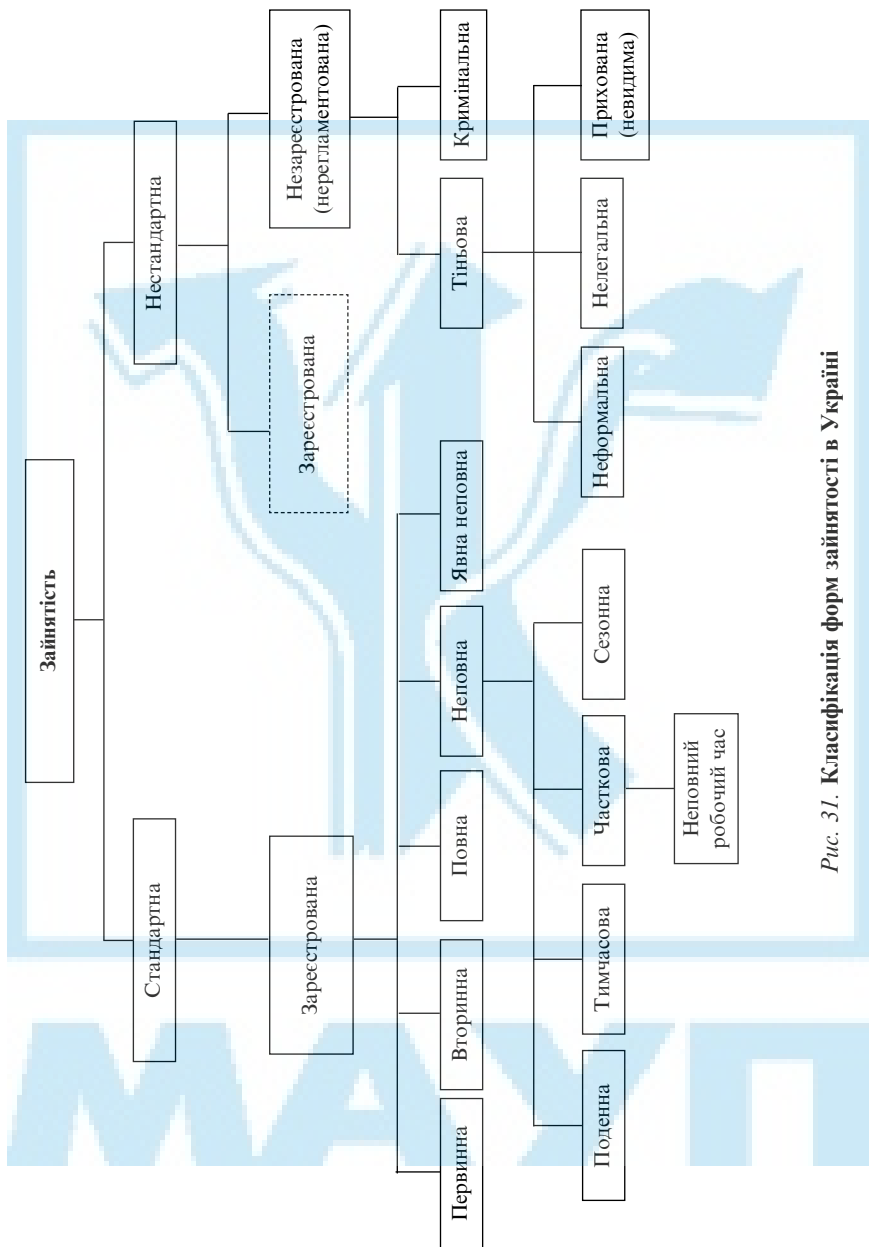 Зайнятість
Стандартна
Нестандартна
Зареєстрована
Зареєстрована
Незареєстрована
(нерегламентована)
Первинна
Вторинна
Повна
Неповна
Явна неповна
Тіньова
Кримінальна
Поденна
Тимчасова
Часткова
Сезонна
Неформальна
Нелегальна
Прихована
(невидима)
Неповний
робочий час
Рис. 31. Класифікація форм зайнятості в Україні
МАУП